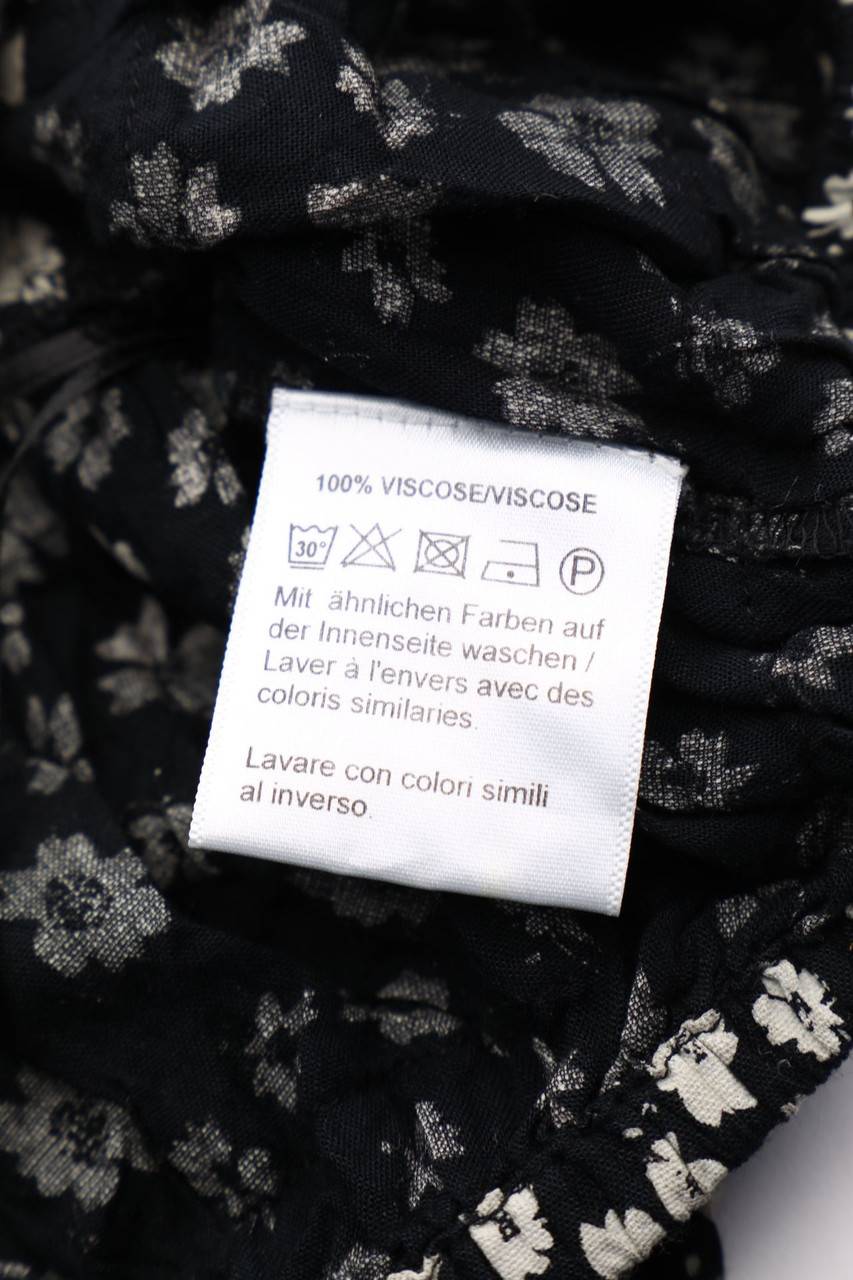 100% VISCOSE/VISCOSE
30° P
Mit ähnlichen Farben auf
der Innenseite waschen /
Laver à l'envers avec des
coloris similaries.
Lavare con colori simili
al inverso.